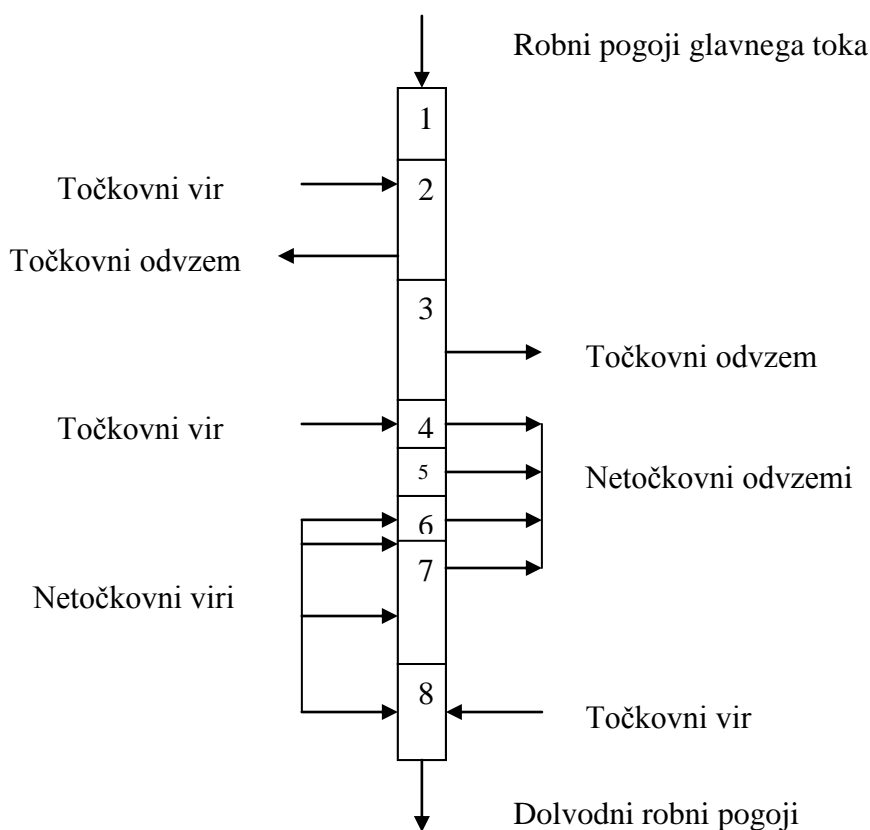 Robni pogoji glavnega toka
1
Točkovni vir
2
Točkovni odvzem
3
Točkovni odvzem
Točkovni vir
4
5
Netočkovni odvzemi
6
7
Netočkovni viri
8
Točkovni vir
Dolvodni robni pogoji